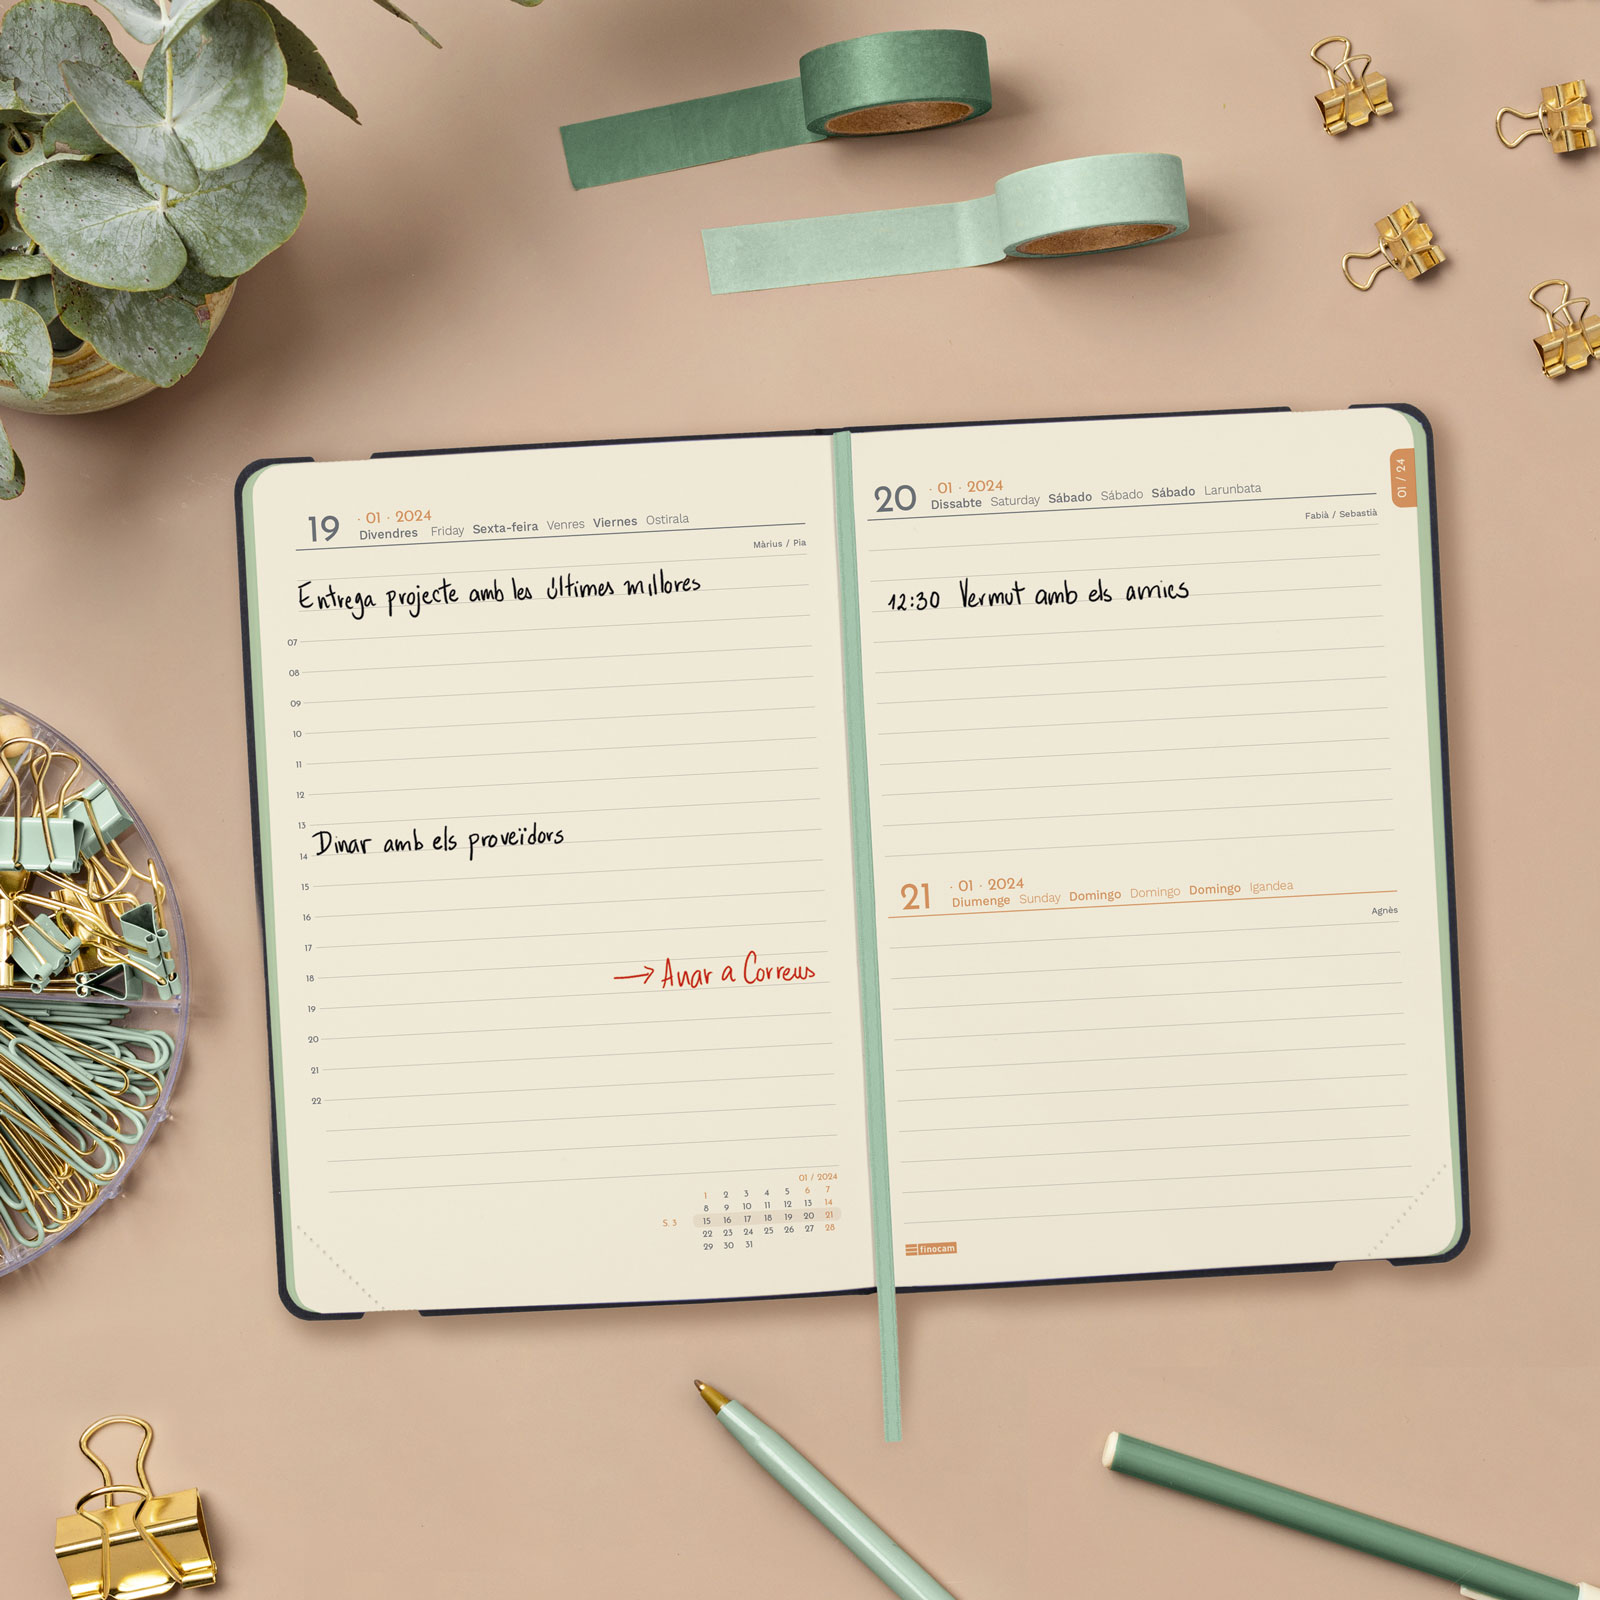 19 · 01 · 2024
Divendres Friday Sexta-feira Venres Viernes Ostirala
Màrius / Pia
Entrega projecte amb les últimes millores
07
08
09
10
11
12
13
Dinar amb els proveïdors
14
15
16
17
18 → Anar a Correus
19
20
21
22
01 / 2024
1 2 3 4 5 6 7
8 9 10 11 12 13 14
S. 3 15 16 17 18 19 20 21
22 23 24 25 26 27 28
29 30 31
01 / 24
20 · 01 · 2024
Dissabte Saturday Sábado Sábado Sábado Larunbata
Fabià / Sebastià
12:30 Vermut amb els amics
21 · 01 · 2024
Diumenge Sunday Domingo Domingo Domingo Igandea
Agnès
finocam